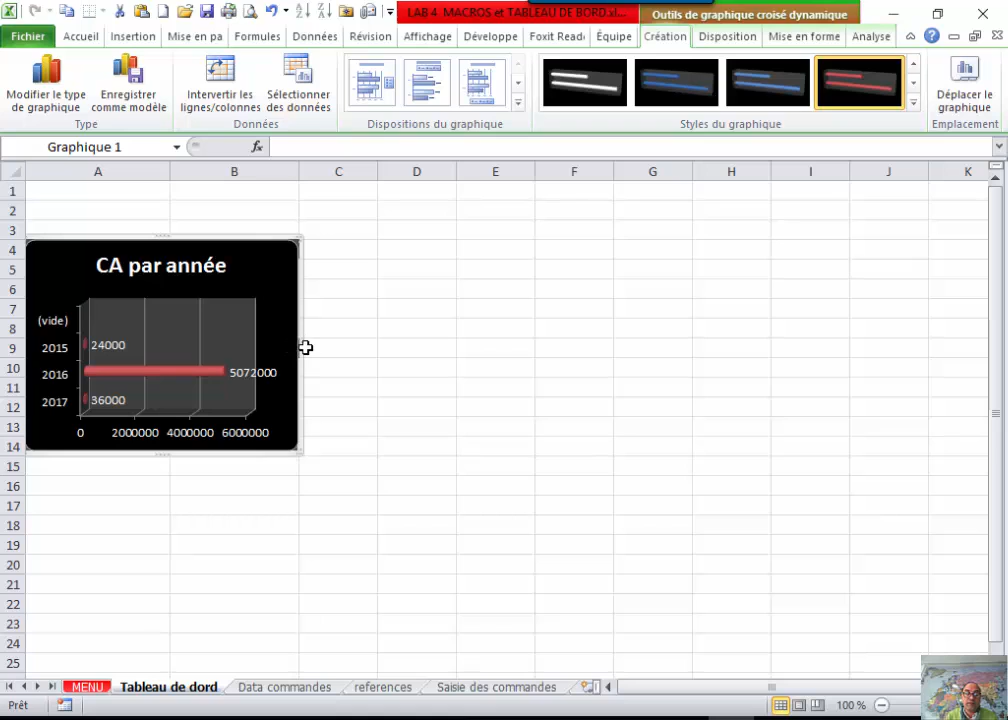 LAB 4- MACROS et TABLEAU DE BORD.xl...
Outils de graphique croisé dynamique
Fichier Accueil Insertion Mise en pa Formules Données Révision Affichage Développe Foxit Read Équipe Création Disposition Mise en forme Analyse
Modifier le type de graphique
Enregistrer comme modèle
Intervertir les lignes/colonnes
Sélectionner des données
Déplacer le graphique
Type Données Dispositions du graphique Styles du graphique Emplacement
Graphique 1 fx
A B C D E F G H I J K
1
2
3
4
5
6
7
8
9
10
11
12
13
14
15
16
17
18
19
20
21
22
23
24
25
CA par année
(vide)
2015 24000
2016 5072000
2017 36000
0 2000000 4000000 6000000
MENU Tableau de dord Data commandes references Saisie des commandes
Prêt 100 %